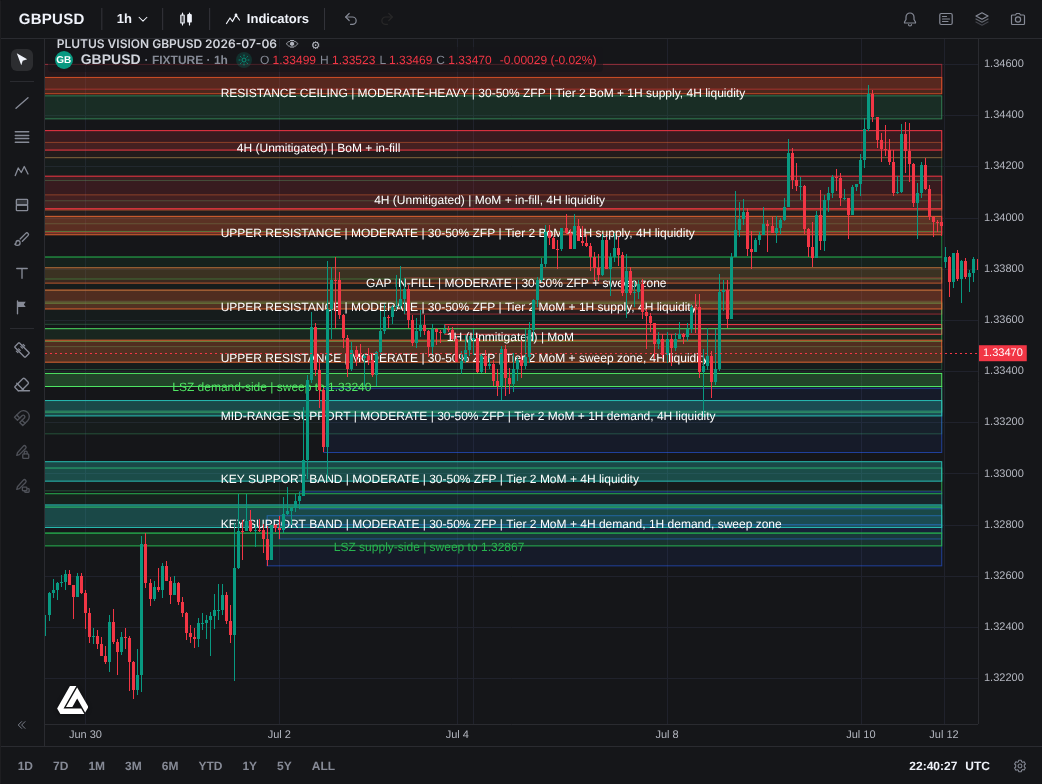 GBPUSD 1h Indicators
PLUTUS VISION GBPUSD 2026-07-06
GB GBPUSD · FIXTURE · 1h O 1.33499 H 1.33523 L 1.33469 C 1.33470 -0.00029 (-0.02%)
1.34600
RESISTANCE CEILING | MODERATE-HEAVY | 30-50% ZFP | Tier 2 BoM + 1H supply, 4H liquidity
1.34400
4H (Unmitigated) | BoM + in-fill
1.34200
4H (Unmitigated) | MoM + in-fill, 4H liquidity
1.34000
UPPER RESISTANCE | MODERATE | 30-50% ZFP | Tier 2 BoM + 1H supply, 4H liquidity
1.33800
GAP IN-FILL | MODERATE | 30-50% ZFP + sweep zone
UPPER RESISTANCE | MODERATE | 30-50% ZFP | Tier 2 MoM + 1H supply, 4H liquidity
1.33600
1H (Unmitigated) | MoM
1.33470
UPPER RESISTANCE | MODERATE | 30-50% ZFP | Tier 2 MoM + sweep zone, 4H liquidity
1.33400
LSZ demand-side | sweep to 1.33240
MID-RANGE SUPPORT | MODERATE | 30-50% ZFP | Tier 2 MoM + 1H demand, 4H liquidity
1.33200
1.33000
KEY SUPPORT BAND | MODERATE | 30-50% ZFP | Tier 2 MoM + 4H liquidity
KEY SUPPORT BAND | MODERATE | 30-50% ZFP | Tier 2 MoM + 4H demand, 1H demand, sweep zone
1.32800
LSZ supply-side | sweep to 1.32867
1.32600
1.32400
1.32200
Jun 30 Jul 2 Jul 4 Jul 8 Jul 10 Jul 12
1D 7D 1M 3M 6M YTD 1Y 5Y ALL 22:40:27 UTC